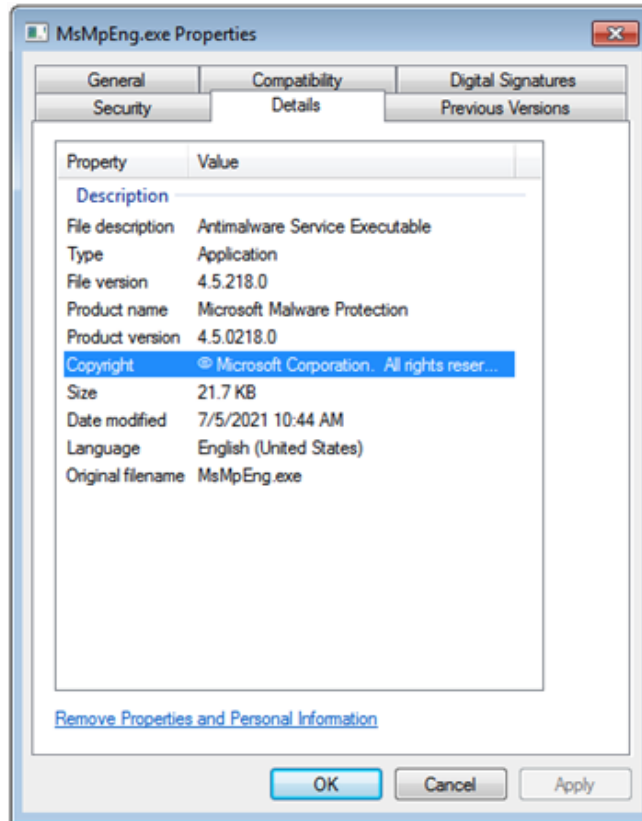 MsMpEng.exe Properties
General Compatibility Digital Signatures
Security Details Previous Versions
Property Value
Description
File description Antimalware Service Executable
Type Application
File version 4.5.218.0
Product name Microsoft Malware Protection
Product version 4.5.0218.0
Copyright © Microsoft Corporation. All rights reser...
Size 21.7 KB
Date modified 7/5/2021 10:44 AM
Language English (United States)
Original filename MsMpEng.exe
Remove Properties and Personal Information
OK Cancel Apply